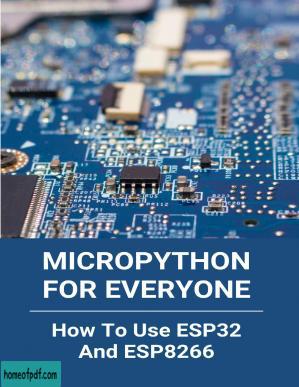 MICROPYTHON
FOR EVERYONE
How To Use ESP32
And ESP8266
homeofpdf.com